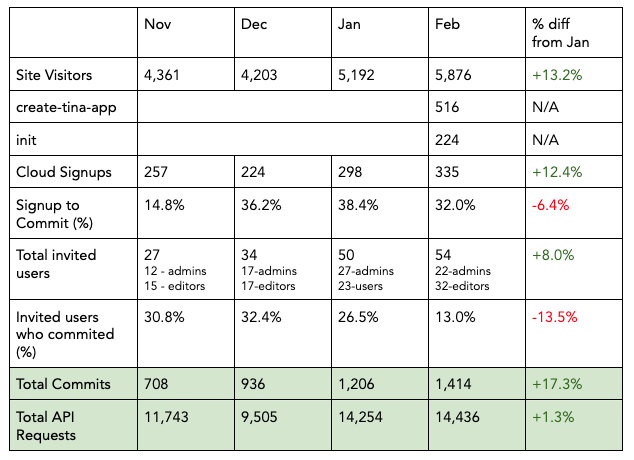 Nov Dec Jan Feb % diff
from Jan
Site Visitors 4,361 4,203 5,192 5,876 +13.2%
create-tina-app 516 N/A
init 224 N/A
Cloud Signups 257 224 298 335 +12.4%
Signup to 14.8% 36.2% 38.4% 32.0% -6.4%
Commit (%)
Total invited 27 34 50 54 +8.0%
users 12 - admins 17-admins 27-admins 22-admins
15 - editors 17-editors 23-users 32-editors
Invited users 30.8% 32.4% 26.5% 13.0% -13.5%
who commited
(%)
Total Commits 708 936 1,206 1,414 +17.3%
Total API 11,743 9,505 14,254 14,436 +1.3%
Requests